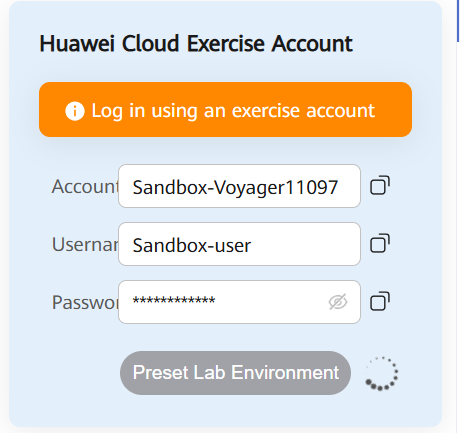 Huawei Cloud Exercise Account
Log in using an exercise account
Account Sandbox-Voyager11097
Usernar Sandbox-user
Passwor ************
Preset Lab Environment